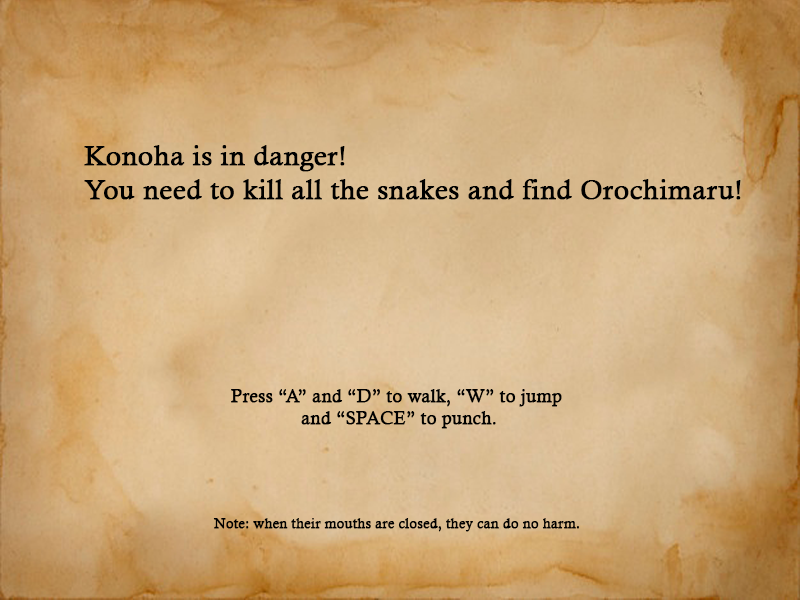 Konoha is in danger!
You need to kill all the snakes and find Orochimaru!
Press “A” and “D” to walk, “W” to jump
and “SPACE” to punch.
Note: when their mouths are closed, they can do no harm.